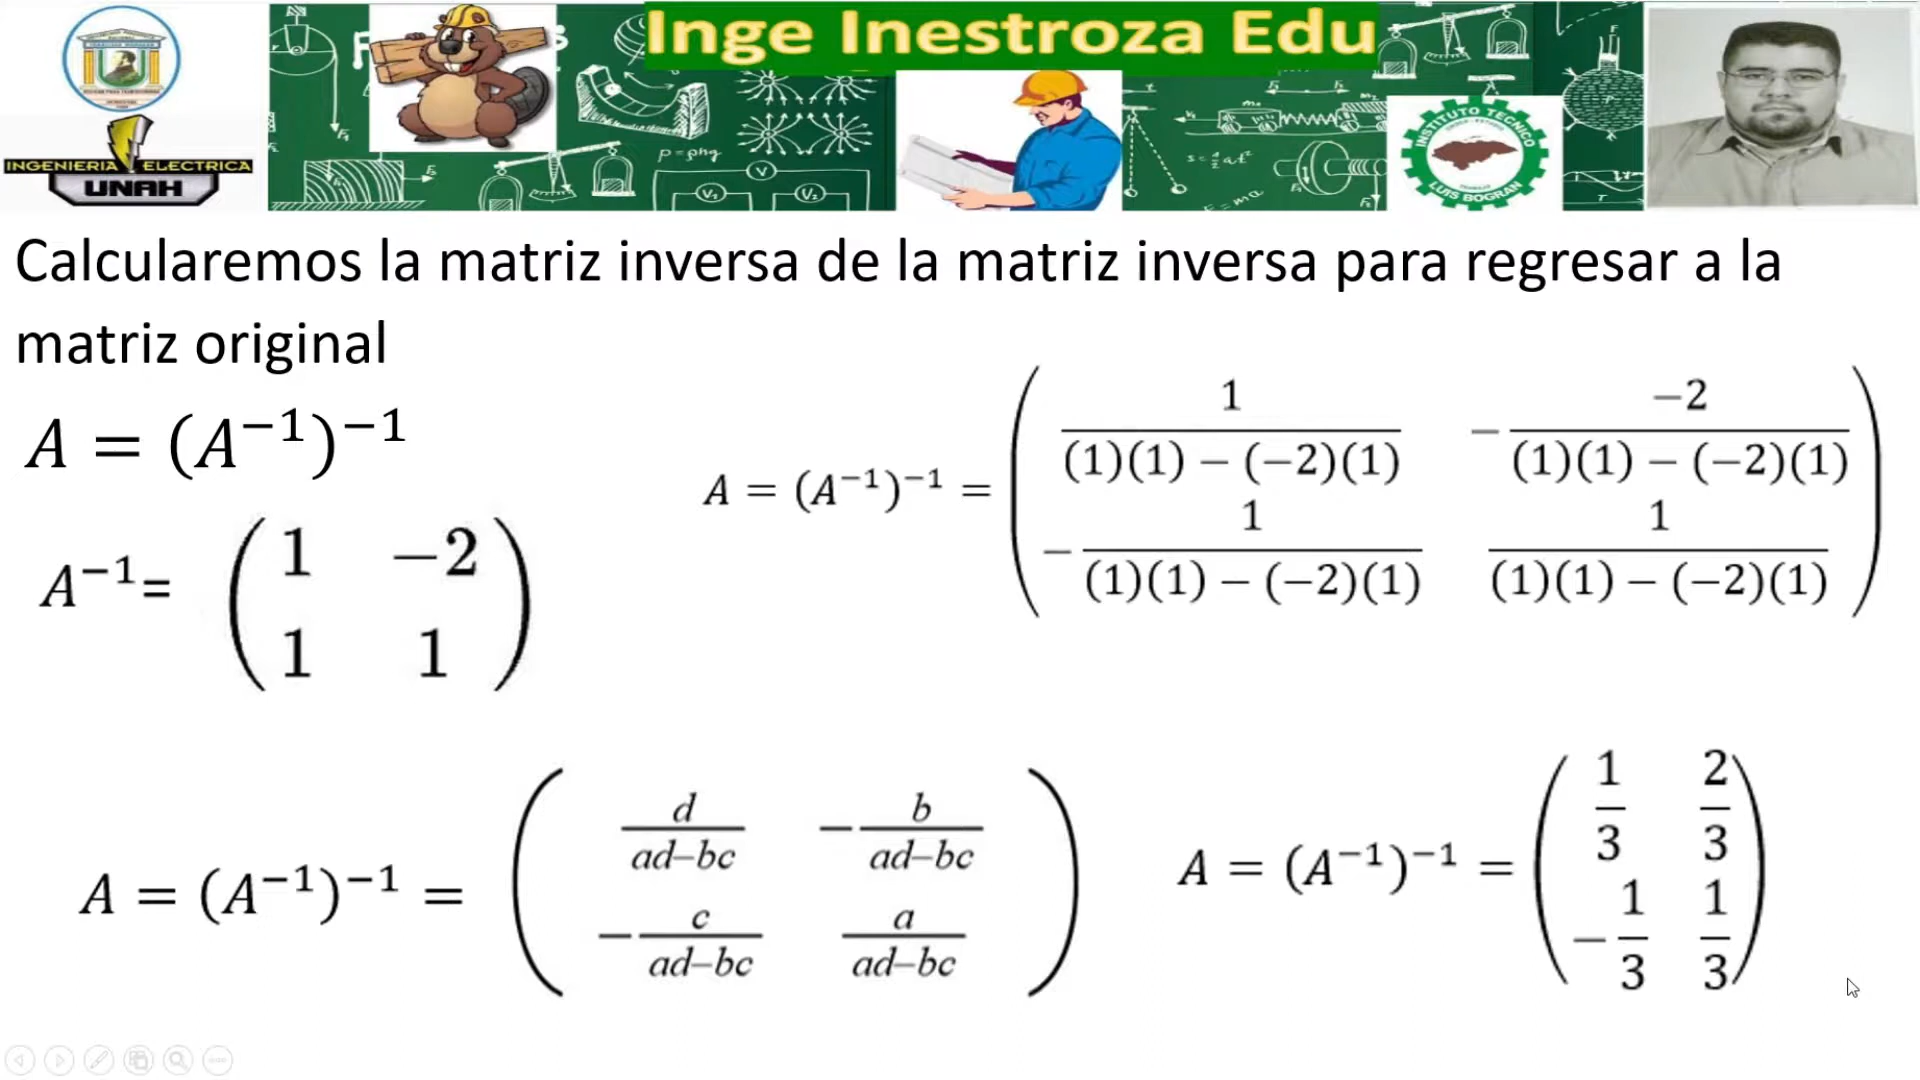 Inge Inestroza Edu
INGENIERIA ELECTRICA
UNAH
INSTITUTO TECNICO
LUIS BOGRAN
p=ρhg
V
V₁
V₂
Calcularemos la matriz inversa de la matriz inversa para regresar a la
matriz original
A = (A⁻¹)⁻¹
A⁻¹=
1 −2
1 1
A = (A⁻¹)⁻¹ =
1 −2
(1)(1) − (−2)(1) − (1)(1) − (−2)(1)
1 1
− (1)(1) − (−2)(1) (1)(1) − (−2)(1)
A = (A⁻¹)⁻¹ =
d b
ad–bc − ad–bc
c a
− ad–bc ad–bc
A = (A⁻¹)⁻¹ =
1 2
3 3
1 1
− 3 3